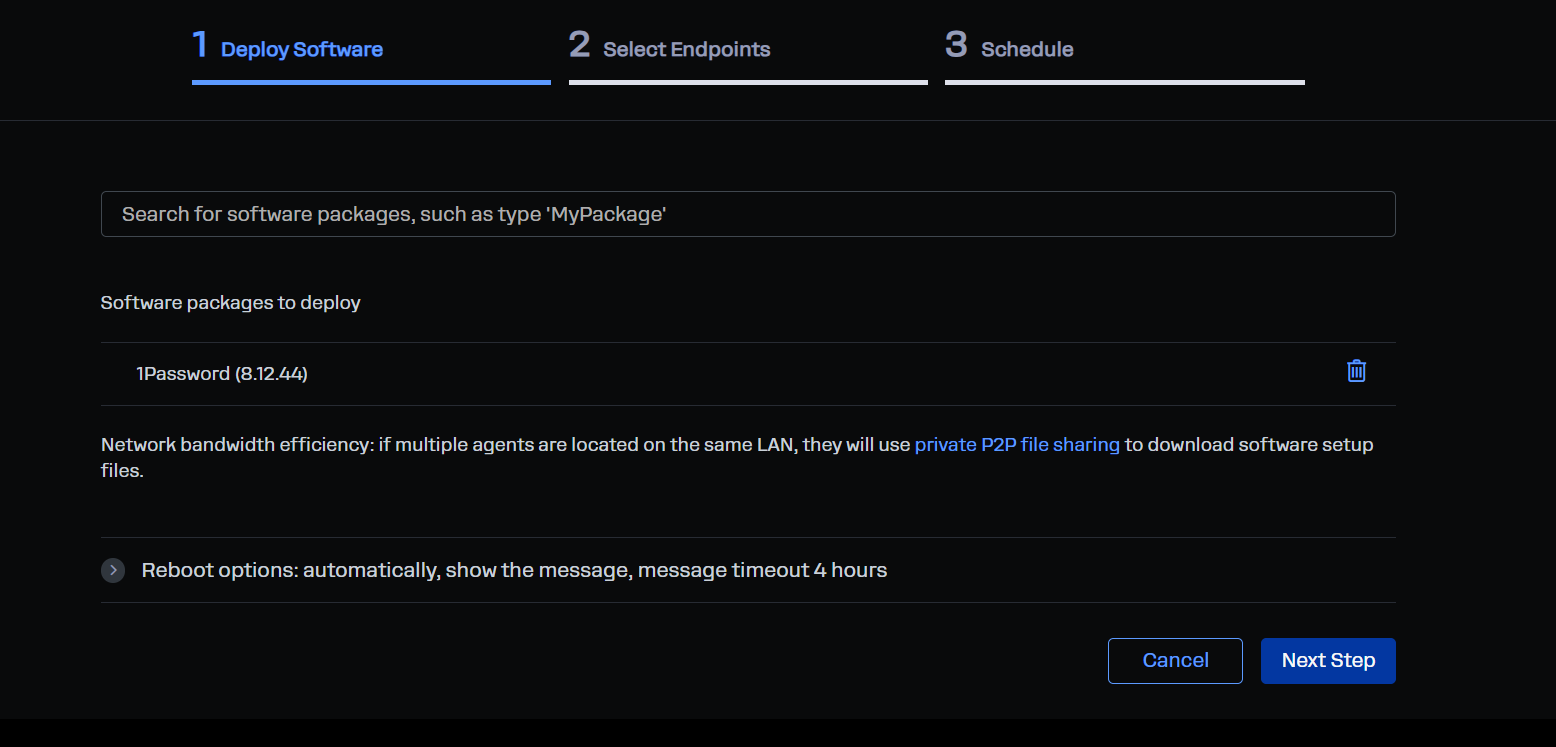 1 Deploy Software
2 Select Endpoints
3 Schedule
Search for software packages, such as type 'MyPackage'
Software packages to deploy
1Password (8.12.44)
Network bandwidth efficiency: if multiple agents are located on the same LAN, they will use private P2P file sharing to download software setup
files.
Reboot options: automatically, show the message, message timeout 4 hours
Cancel
Next Step